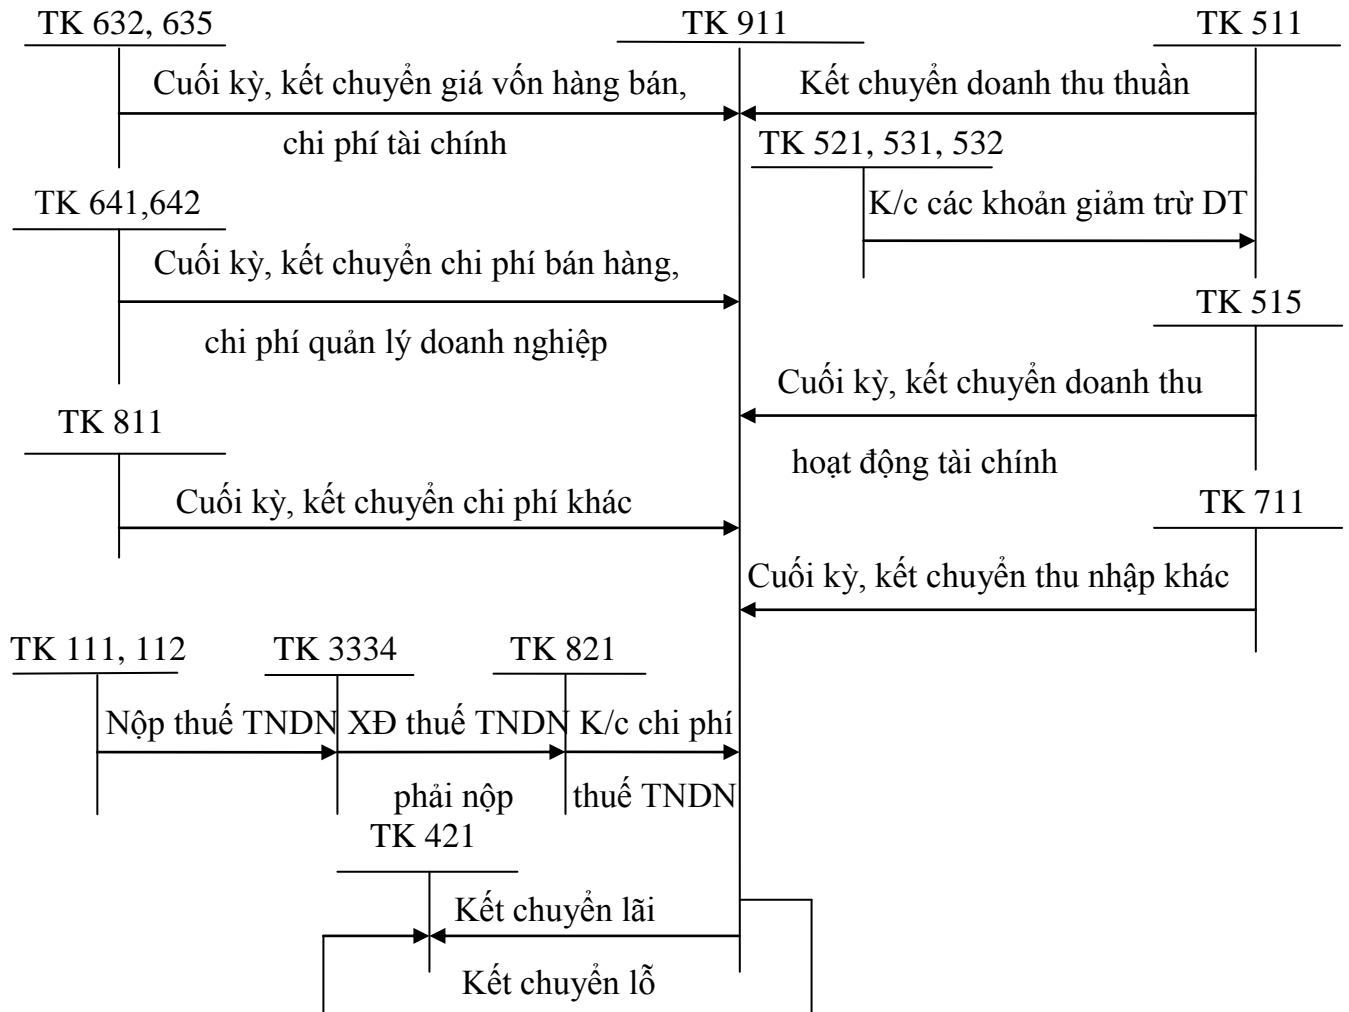 TK 632, 635
TK 911
TK 511
Cuối kỳ, kết chuyển giá vốn hàng bán,
chi phí tài chính
Kết chuyển doanh thu thuần
TK 521, 531, 532
K/c các khoản giảm trừ DT
TK 641,642
Cuối kỳ, kết chuyển chi phí bán hàng,
chi phí quản lý doanh nghiệp
TK 515
Cuối kỳ, kết chuyển doanh thu
hoạt động tài chính
TK 811
Cuối kỳ, kết chuyển chi phí khác
TK 711
Cuối kỳ, kết chuyển thu nhập khác
TK 111, 112
TK 3334
TK 821
Nộp thuế TNDN
XĐ thuế TNDN
phải nộp
K/c chi phí
thuế TNDN
TK 421
Kết chuyển lãi
Kết chuyển lỗ